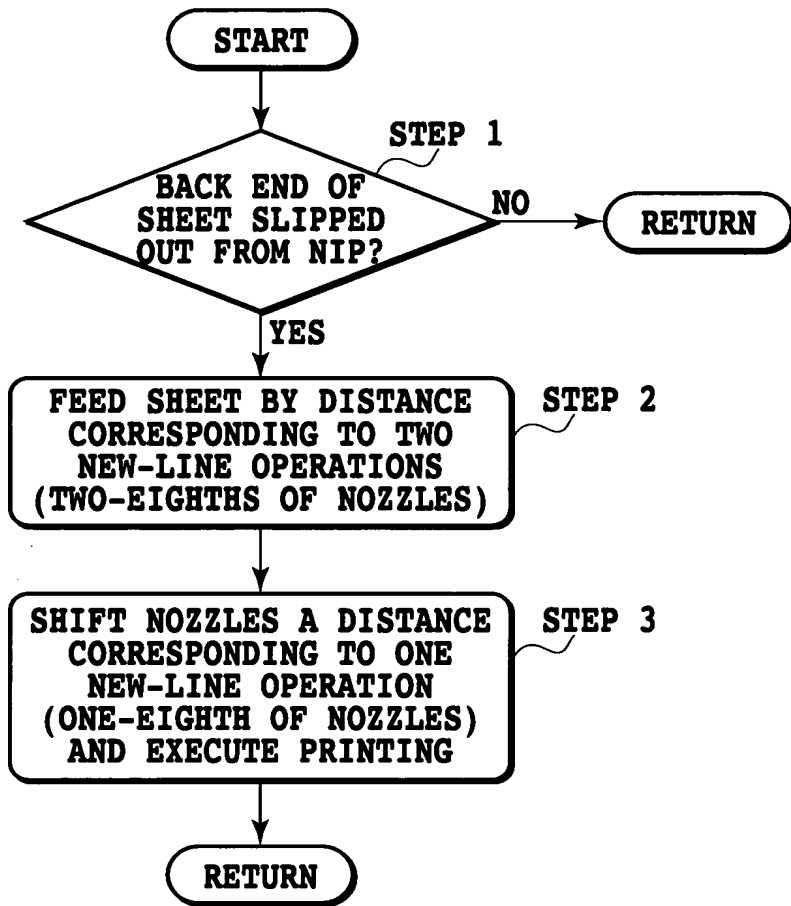 START
STEP 1
BACK END OF
SHEET SLIPPED
OUT FROM NIP?
NO
RETURN
YES
FEED SHEET BY DISTANCE
CORRESPONDING TO TWO
NEW-LINE OPERATIONS
(TWO-EIGHTHS OF NOZZLES)
STEP 2
SHIFT NOZZLES A DISTANCE
CORRESPONDING TO ONE
NEW-LINE OPERATION
(ONE-EIGHTH OF NOZZLES)
AND EXECUTE PRINTING
STEP 3
RETURN